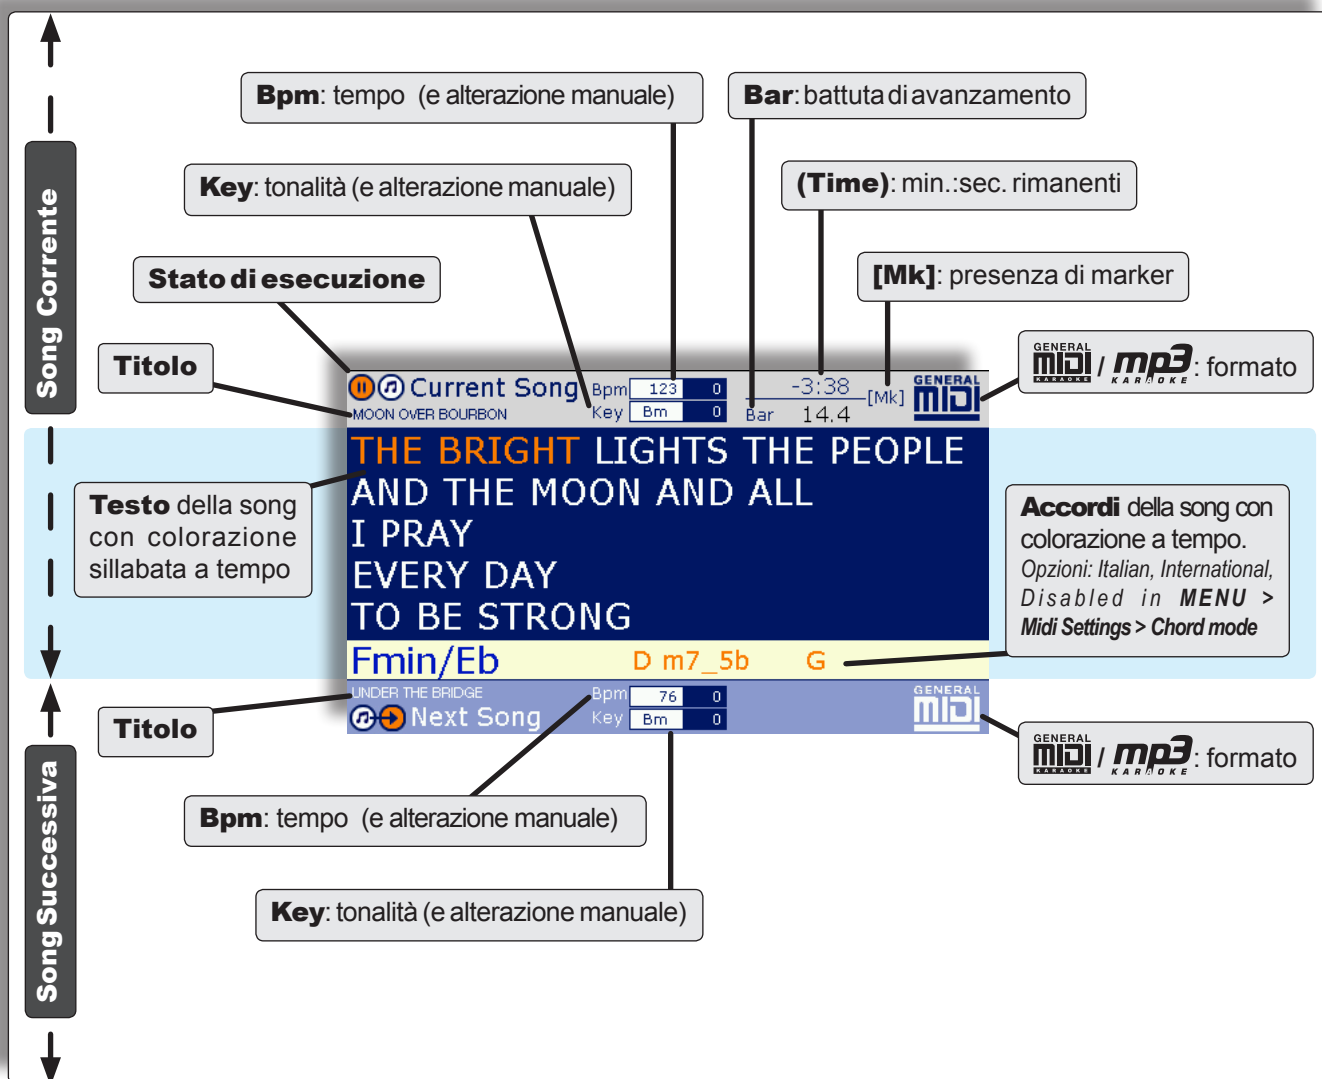 Song Corrente
Bpm: tempo (e alterazione manuale)
Bar: battuta di avanzamento
Key: tonalità (e alterazione manuale)
(Time): min.:sec. rimanenti
Stato di esecuzione
[Mk]: presenza di marker
Titolo
GENERAL MIDI KARAOKE / mp3 KARAOKE: formato
Current Song Bpm 123 0 -3:38 [Mk] GENERAL MIDI
MOON OVER BOURBON Key Bm 0 Bar 14.4
THE BRIGHT LIGHTS THE PEOPLE
AND THE MOON AND ALL
I PRAY
EVERY DAY
TO BE STRONG
Fmin/Eb D m7_5b G
Testo della song
con colorazione
sillabata a tempo
Accordi della song con
colorazione a tempo.
Opzioni: Italian, International,
Disabled in MENU >
Midi Settings > Chord mode
Song Successiva
UNDER THE BRIDGE Bpm 76 0 GENERAL MIDI
Next Song Key Bm 0
Titolo
GENERAL MIDI KARAOKE / mp3 KARAOKE: formato
Bpm: tempo (e alterazione manuale)
Key: tonalità (e alterazione manuale)